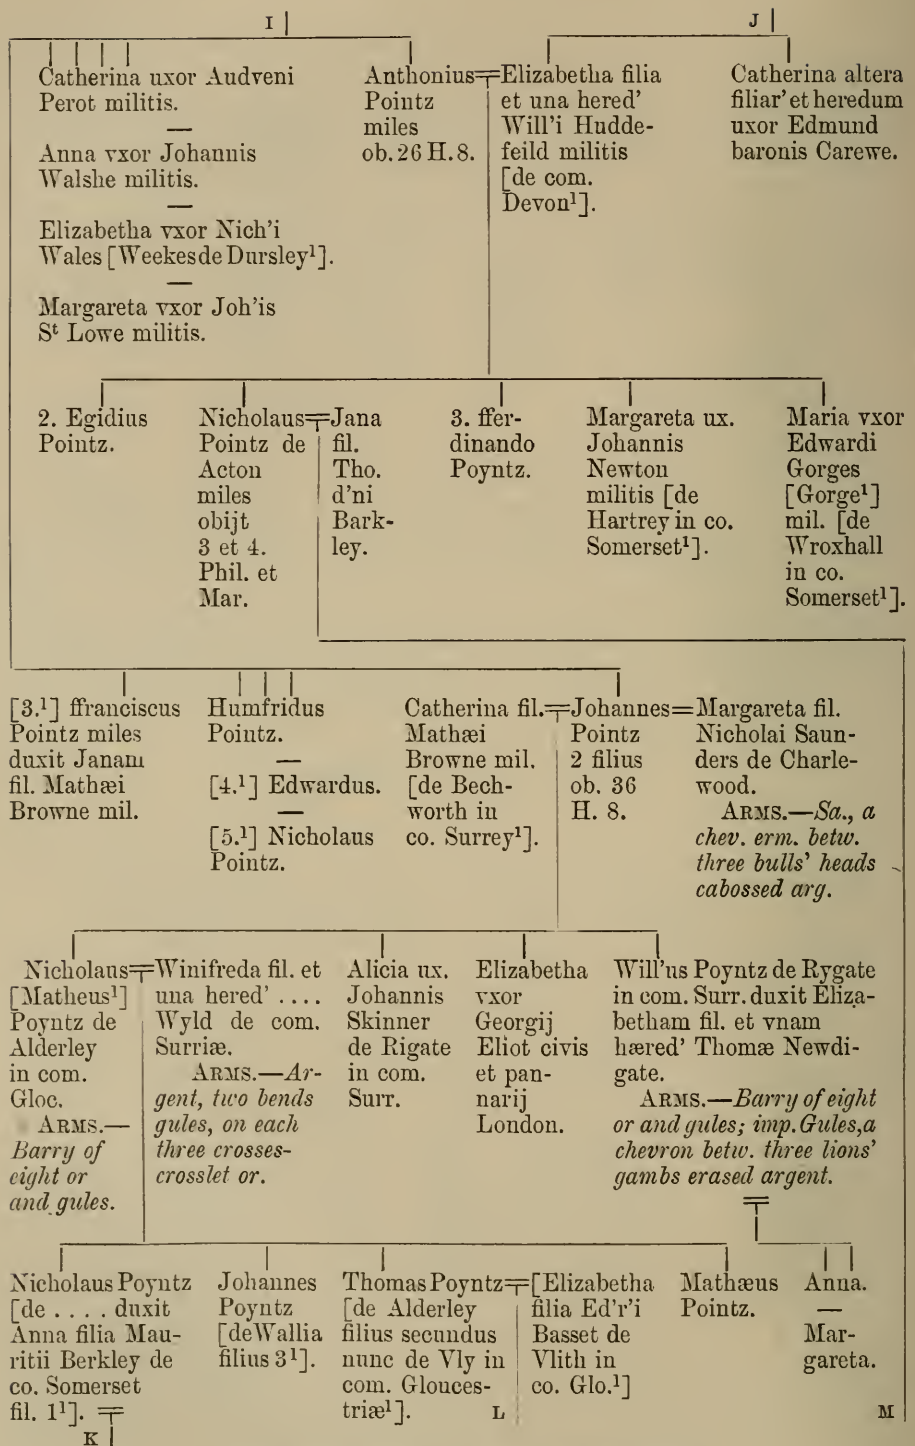 I
J
Catherina uxor Audveni
Perot militis.
—
Anna vxor Johannis
Walshe militis.
—
Elizabetha vxor Nich'i
Wales [Weekes de Dursley¹].
—
Margareta vxor Joh'is
Sᵗ Lowe militis.
Anthonius=
Pointz
miles
ob. 26 H. 8.
Elizabetha filia
et una hered'
Will'i Hudde-
feild militis
[de com.
Devon¹].
Catherina altera
filiar' et heredum
uxor Edmund
baronis Carewe.
2. Egidius
Pointz.
Nicholaus=
Pointz de
Acton
miles
obijt
3 et 4.
Phil. et
Mar.
Jana
fil.
Tho.
d'ni
Bark-
ley.
3. ffer-
dinando
Poyntz.
Margareta ux.
Johannis
Newton
militis [de
Hartrey in co.
Somerset¹].
Maria vxor
Edwardi
Gorges
[Gorge¹]
mil. [de
Wroxhall
in co.
Somerset¹].
[3.¹] ffranciscus
Pointz miles
duxit Janam
fil. Mathæi
Browne mil.
Humfridus
Pointz.
—
[4.¹] Edwardus.
—
[5.¹] Nicholaus
Pointz.
Catherina fil.=
Mathæi
Browne mil.
[de Bech-
worth in
co. Surrey¹].
Johannes=
Pointz
2 filius
ob. 36
H. 8.
Margareta fil.
Nicholai Saun-
ders de Charle-
wood.
ARMS.—Sa., a
chev. erm. betw.
three bulls' heads
cabossed arg.
Nicholaus=
[Matheus¹]
Poyntz de
Alderley
in com.
Gloc.
ARMS.—
Barry of
eight or
and gules.
Winifreda fil. et
una hered' ....
Wyld de com.
Surriæ.
ARMS.—Ar-
gent, two bends
gules, on each
three crosses-
crosslet or.
Alicia ux.
Johannis
Skinner
de Rigate
in com.
Surr.
Elizabetha
vxor
Georgij
Eliot civis
et pan-
narij
London.
Will'us Poyntz de Rygate
in com. Surr. duxit Eliza-
betham fil. et vnam
hæred' Thomæ Newdi-
gate.
ARMS.—Barry of eight
or and gules; imp. Gules, a
chevron betw. three lions'
gambs erased argent.
Nicholaus Poyntz
[de .... duxit
Anna filia Mau-
ritii Berkley de
co. Somerset
fil. 1¹].
K
Johannes
Poyntz
[de Wallia
filius 3¹].
Thomas Poyntz=
[de Alderley
filius secundus
nunc de Vly in
com. Glouces-
triæ¹].
L
[Elizabetha
filia Ed'r'i
Basset de
Vlith in
co. Glo.¹]
Mathæus
Pointz.
Anna.
—
Mar-
gareta.
M